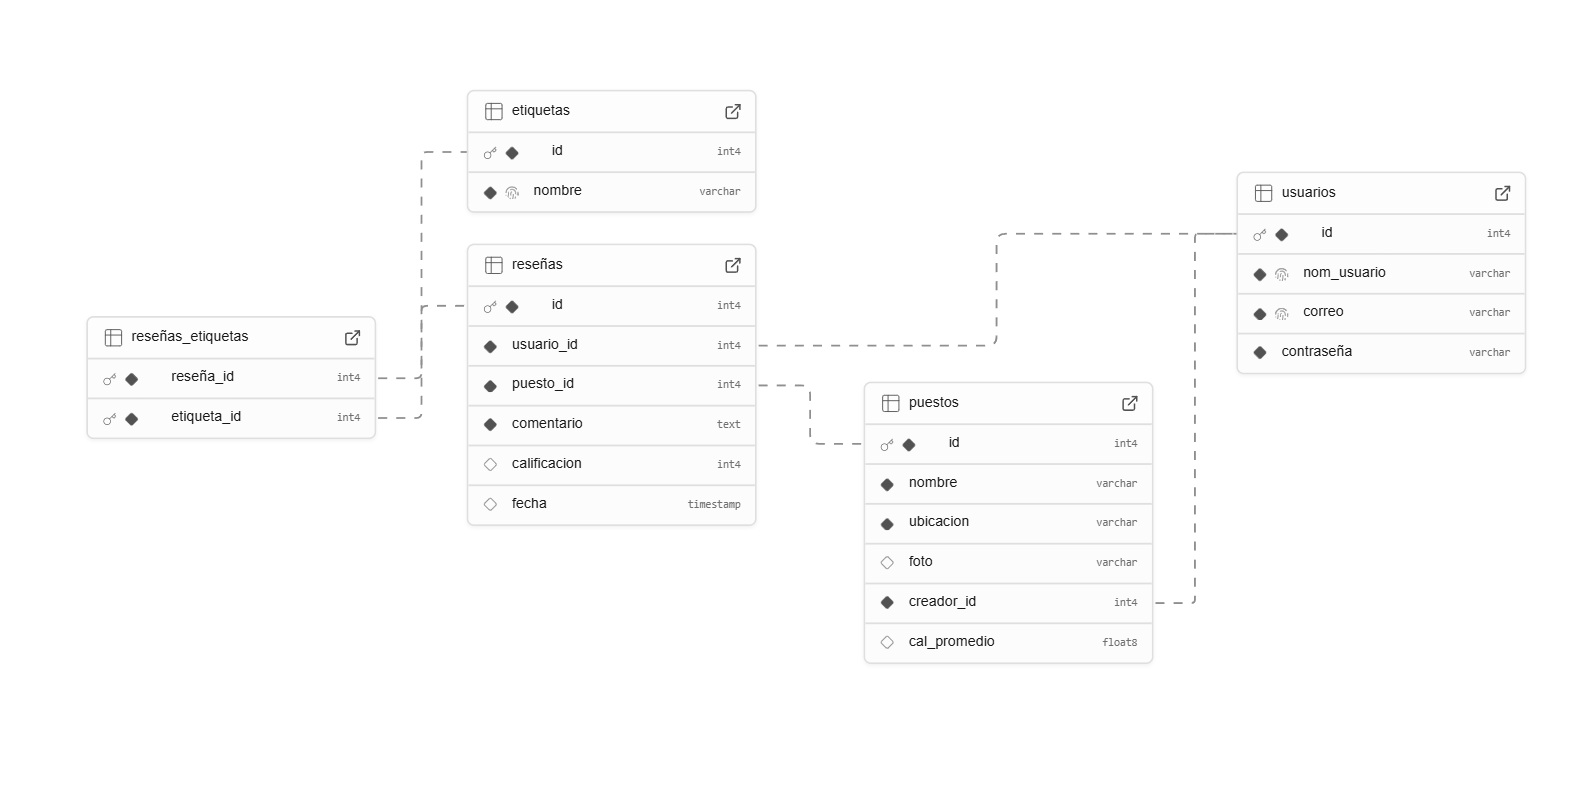 etiquetas
id int4
nombre varchar
reseñas
id int4
usuario_id int4
puesto_id int4
comentario text
calificacion int4
fecha timestamp
reseñas_etiquetas
reseña_id int4
etiqueta_id int4
puestos
id int4
nombre varchar
ubicacion varchar
foto varchar
creador_id int4
cal_promedio float8
usuarios
id int4
nom_usuario varchar
correo varchar
contraseña varchar